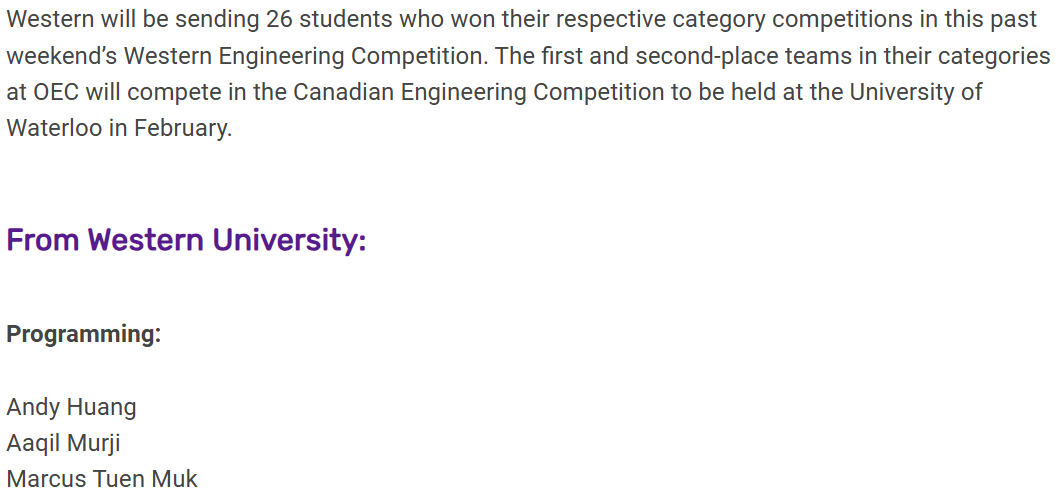 Western will be sending 26 students who won their respective category competitions in this past
weekend’s Western Engineering Competition. The first and second-place teams in their categories
at OEC will compete in the Canadian Engineering Competition to be held at the University of
Waterloo in February.
From Western University:
Programming:
Andy Huang
Aaqil Murji
Marcus Tuen Muk